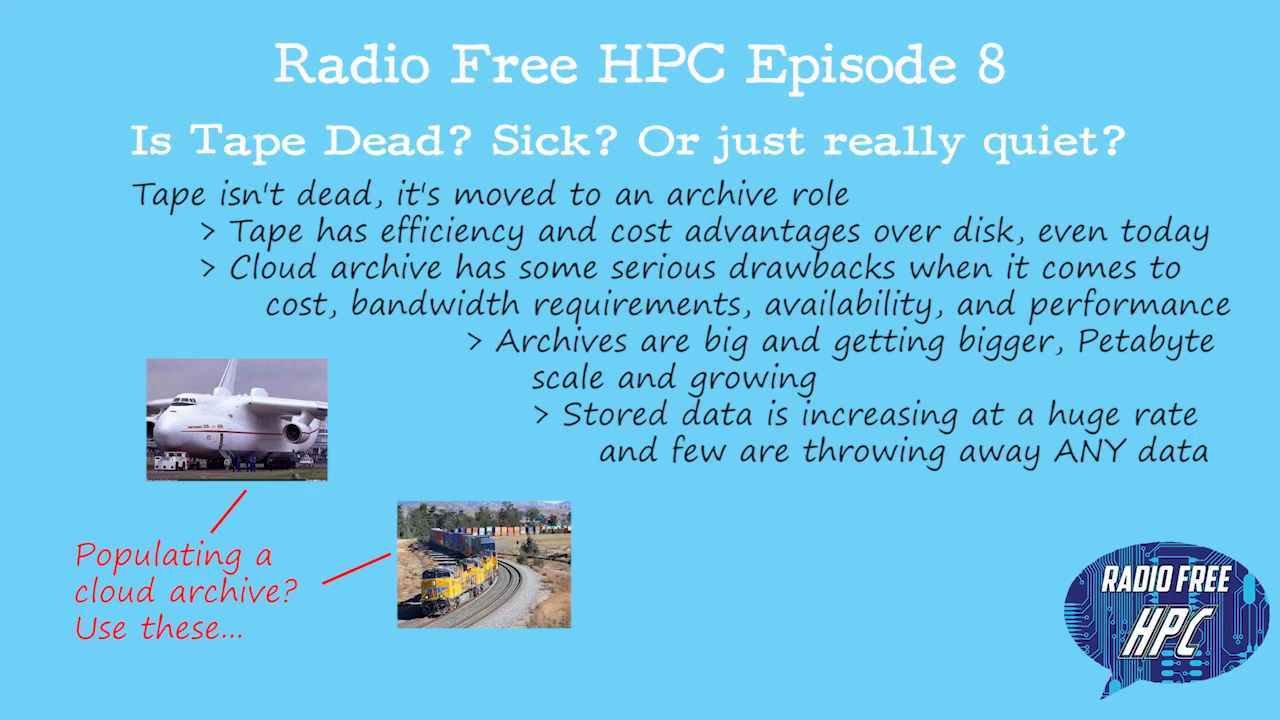 Radio Free HPC Episode 8
Is Tape Dead? Sick? Or just really quiet?
Tape isn't dead, it's moved to an archive role
> Tape has efficiency and cost advantages over disk, even today
> Cloud archive has some serious drawbacks when it comes to
cost, bandwidth requirements, availability, and performance
> Archives are big and getting bigger, Petabyte
scale and growing
> Stored data is increasing at a huge rate
and few are throwing away ANY data
Populating a
cloud archive?
Use these...
RADIO FREE
HPC